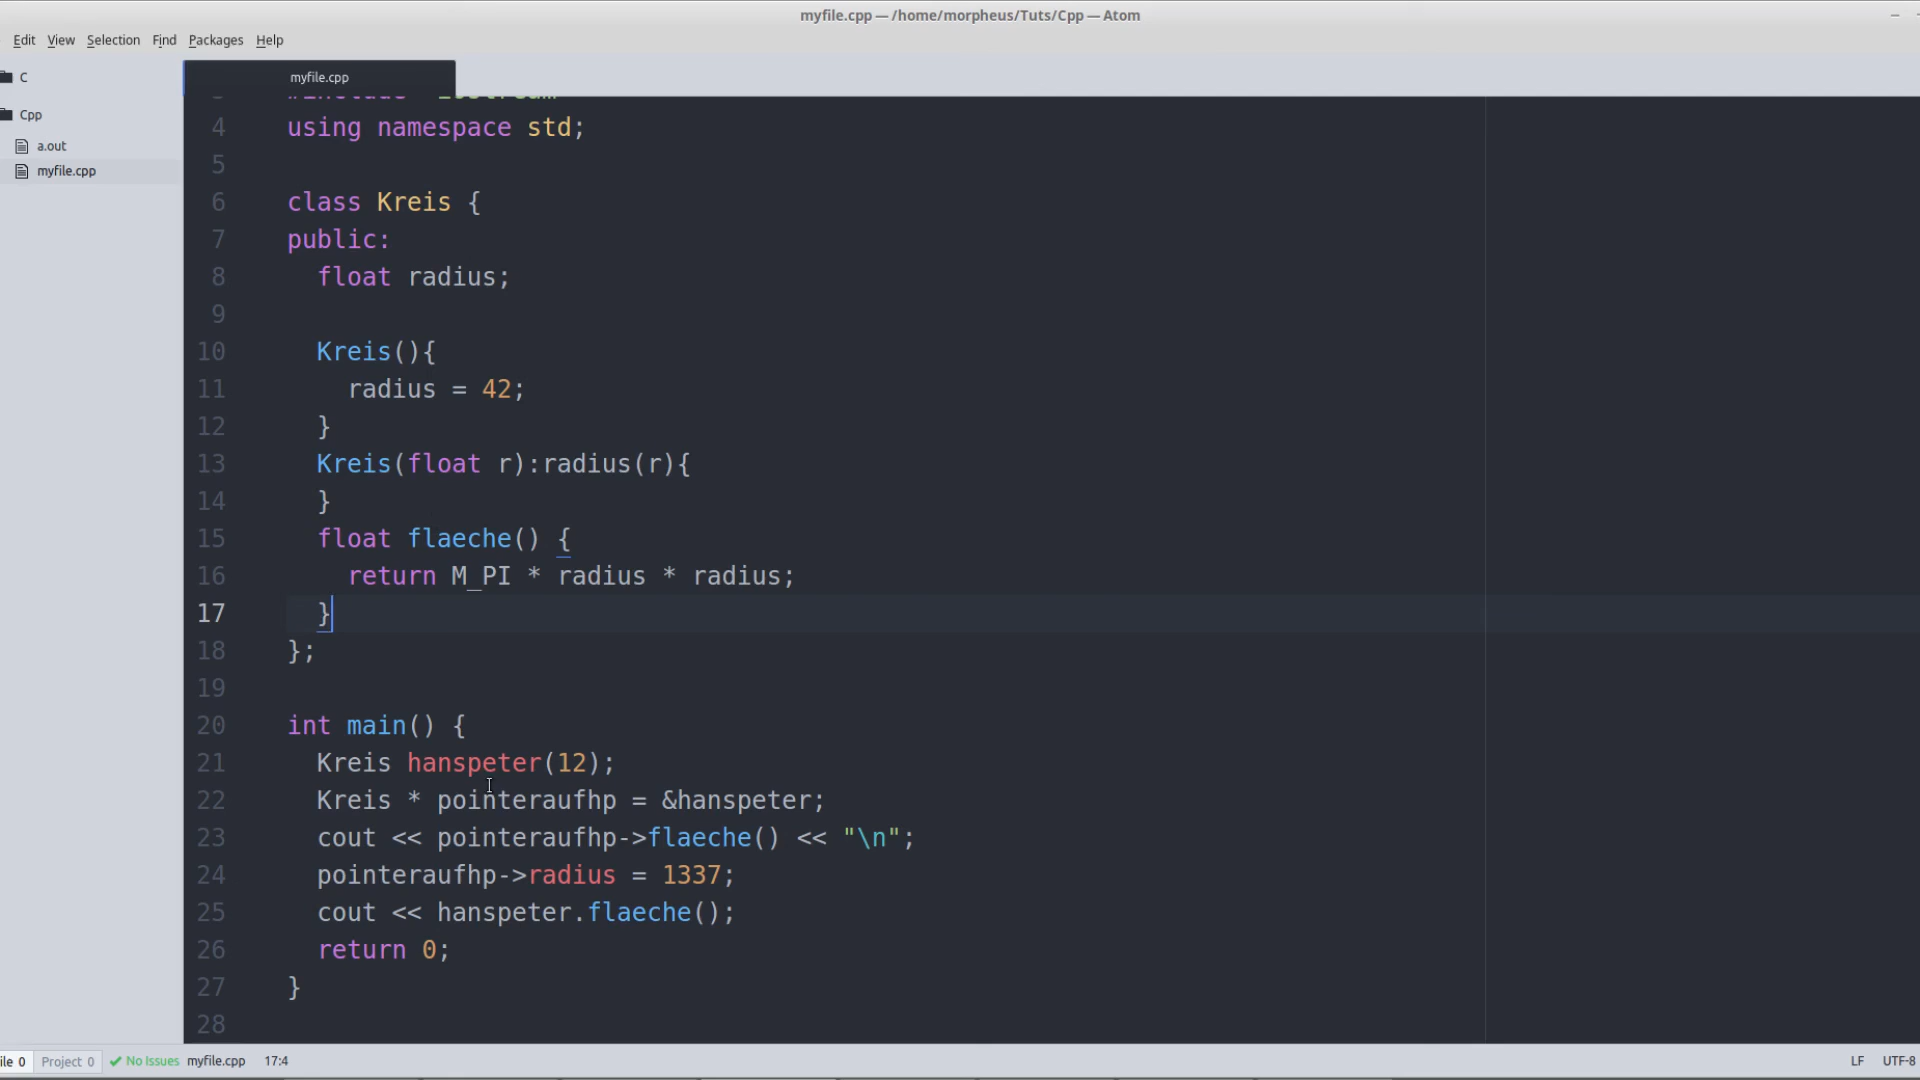 myfile.cpp — /home/morpheus/Tuts/Cpp — Atom
Edit View Selection Find Packages Help
C
Cpp
a.out
myfile.cpp
myfile.cpp
4 using namespace std;
5
6 class Kreis {
7 public:
8 float radius;
9
10 Kreis(){
11 radius = 42;
12 }
13 Kreis(float r):radius(r){
14 }
15 float flaeche() {
16 return M_PI * radius * radius;
17 }
18 };
19
20 int main() {
21 Kreis hanspeter(12);
22 Kreis * pointeraufhp = &hanspeter;
23 cout << pointeraufhp->flaeche() << "\n";
24 pointeraufhp->radius = 1337;
25 cout << hanspeter.flaeche();
26 return 0;
27 }
28
ile 0 Project 0 No Issues myfile.cpp 17:4 LF UTF-8